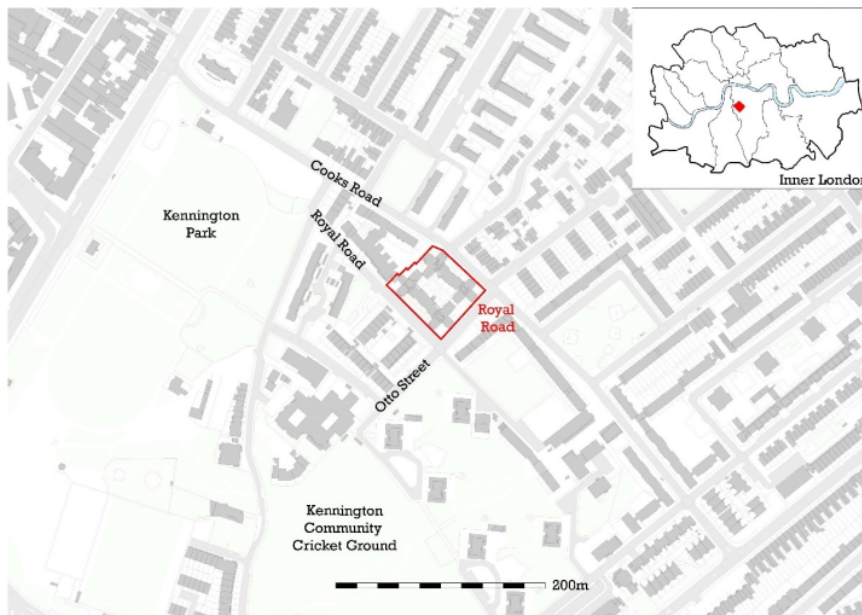 Inner London
Cooks Road
Kennington
Park
Royal Road
Royal
Road
Otto Street
Kennington
Community
Cricket Ground
200m